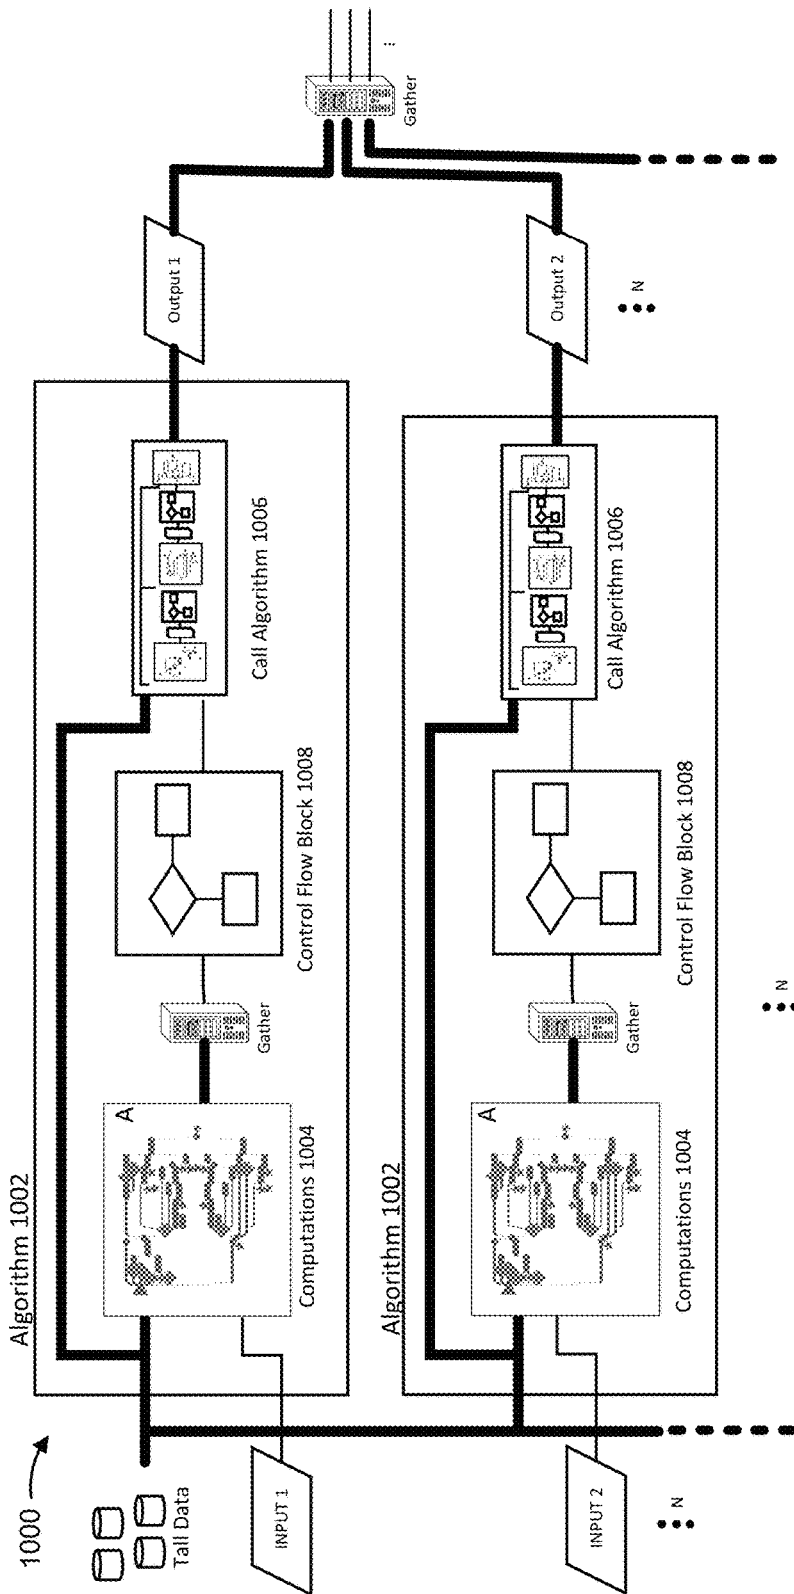 1000
Tall Data
INPUT 1
Algorithm 1002
A
Computations 1004
Gather
Control Flow Block 1008
Call Algorithm 1006
Output 1
INPUT 2
N
Algorithm 1002
A
Computations 1004
Gather
Control Flow Block 1008
Call Algorithm 1006
Output 2
N
N
Gather
...